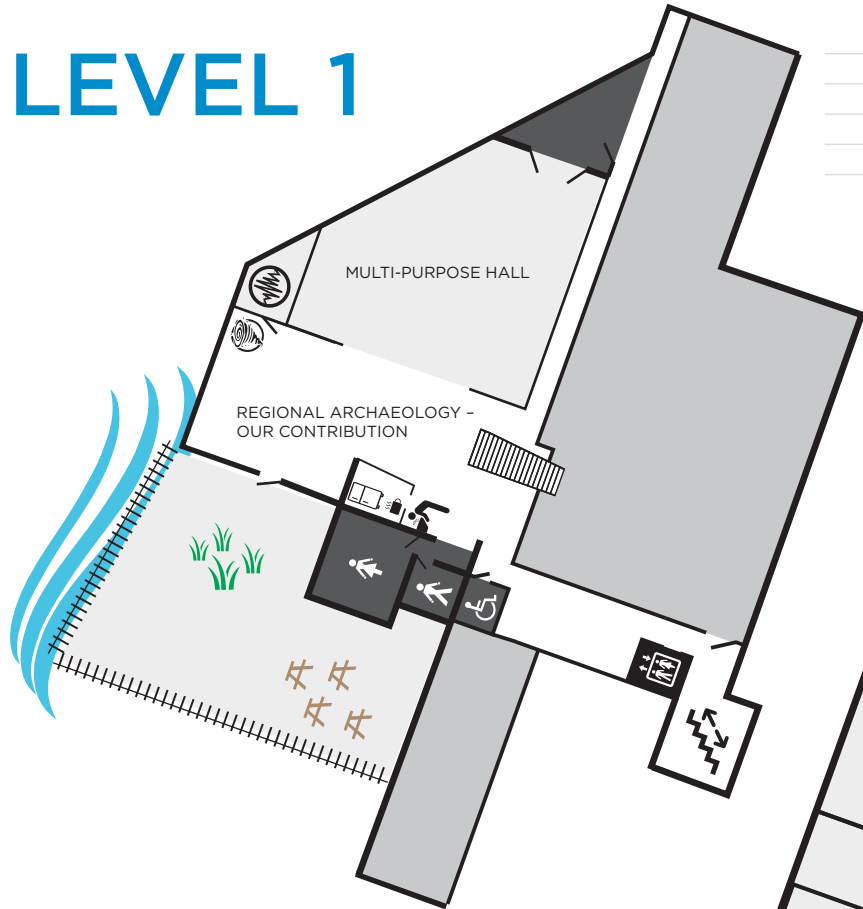 LEVEL 1
MULTI-PURPOSE HALL
REGIONAL ARCHAEOLOGY –
OUR CONTRIBUTION